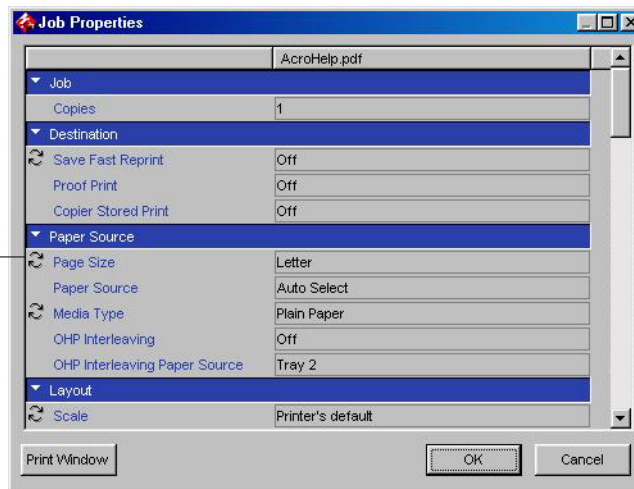 Job Properties
AcroHelp.pdf
Job
Copies 1
Destination
Save Fast Reprint Off
Proof Print Off
Copier Stored Print Off
Paper Source
Page Size Letter
Paper Source Auto Select
Media Type Plain Paper
OHP Interleaving Off
OHP Interleaving Paper Source Tray 2
Layout
Scale Printer's default
Print Window OK Cancel